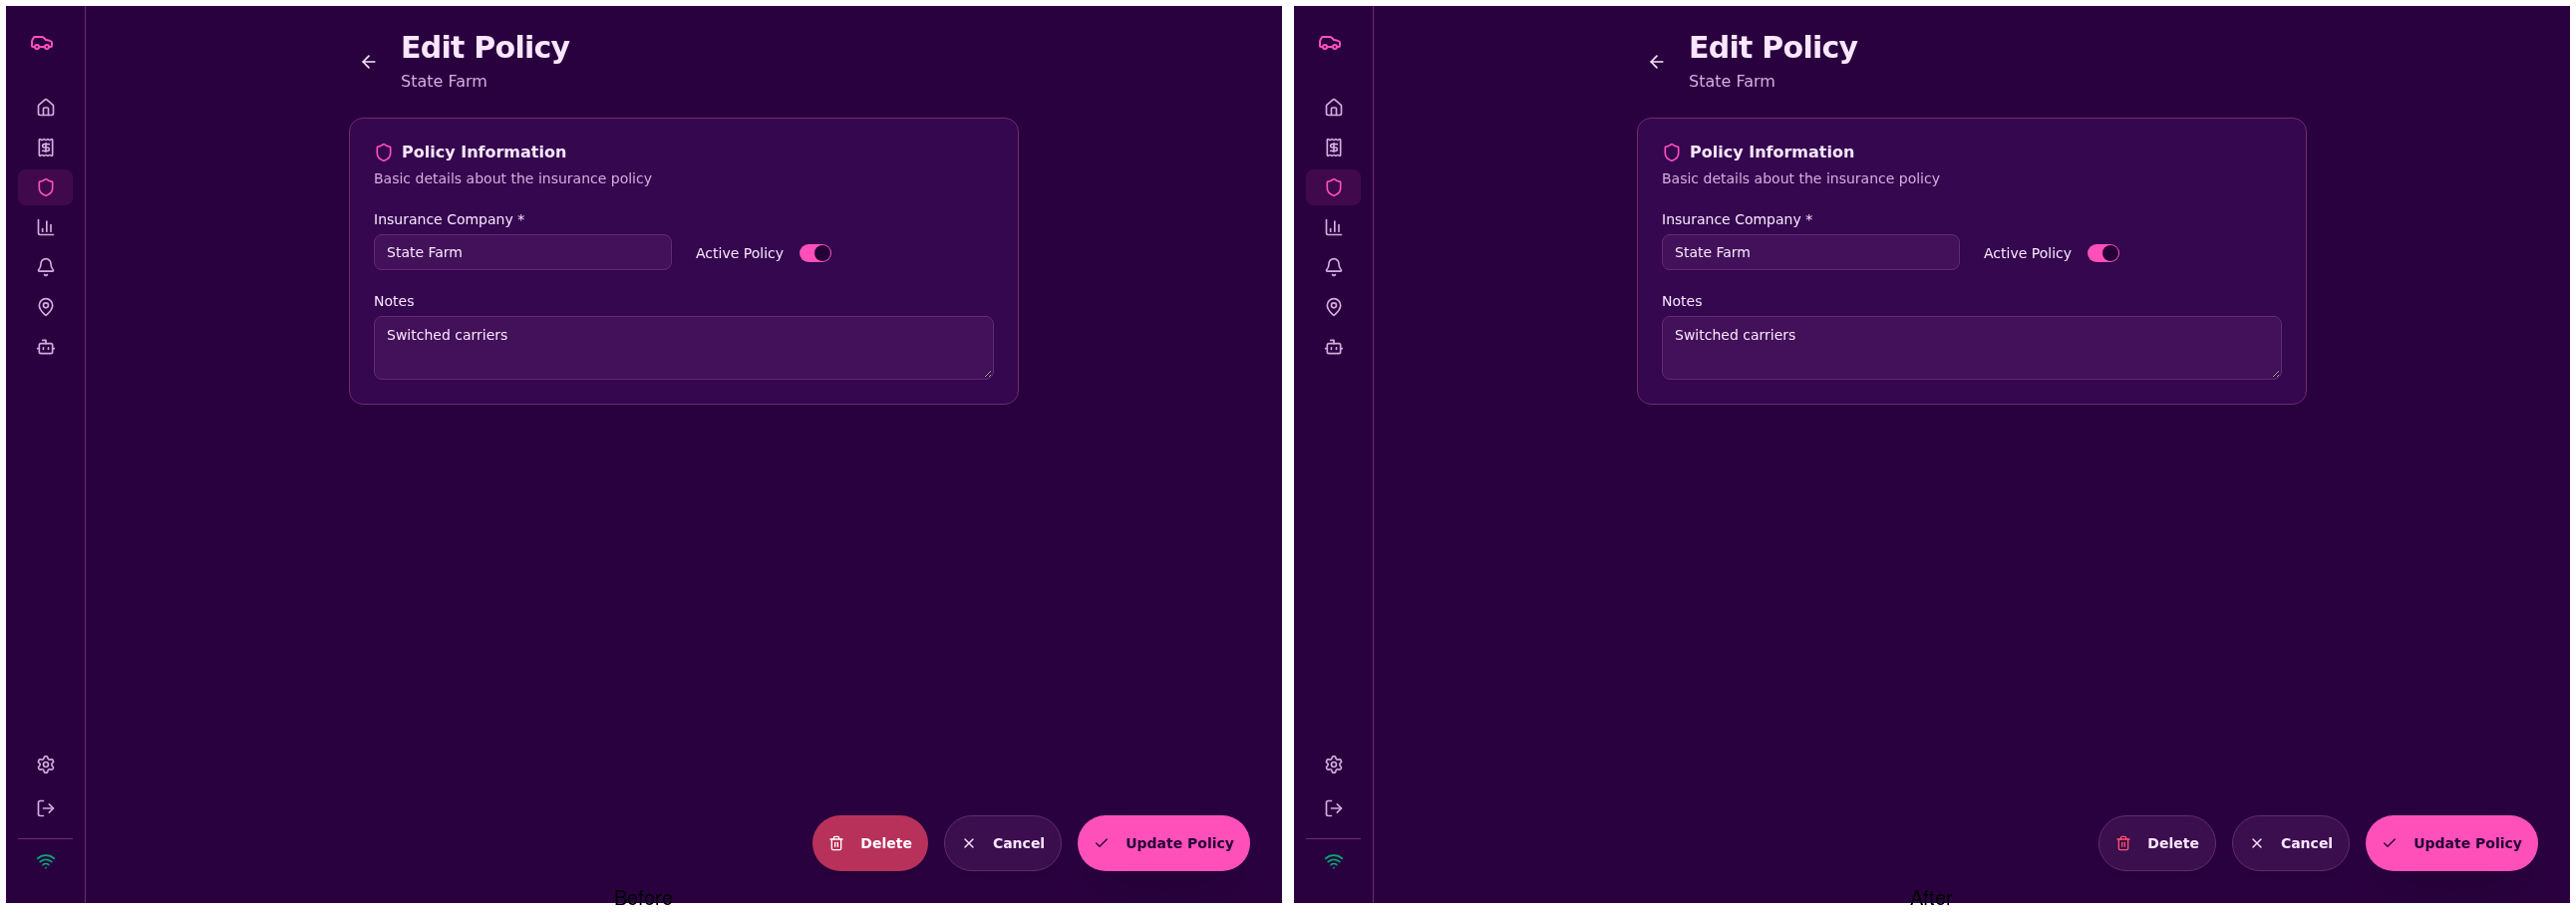 Edit Policy
State Farm
Policy Information
Basic details about the insurance policy
Insurance Company *
State Farm
Active Policy
Notes
Switched carriers
Delete
Cancel
Update Policy
Before
Edit Policy
State Farm
Policy Information
Basic details about the insurance policy
Insurance Company *
State Farm
Active Policy
Notes
Switched carriers
Delete
Cancel
Update Policy
After